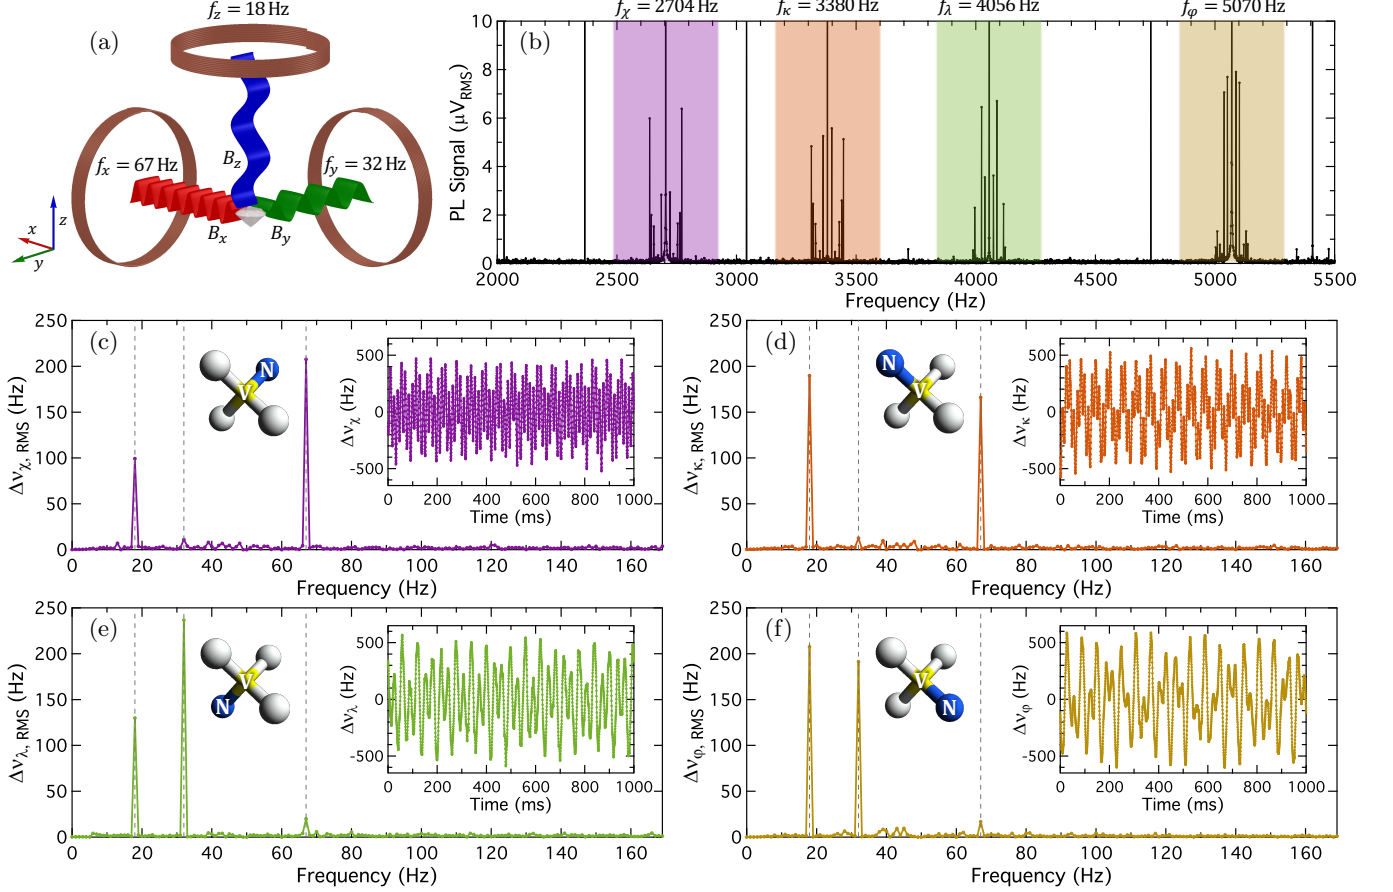 (a)
f_z = 18 Hz
f_x = 67 Hz
f_y = 32 Hz
B_z
B_x
B_y
x
y
z
(b)
f_χ = 2704 Hz
f_κ = 3380 Hz
f_λ = 4056 Hz
f_φ = 5070 Hz
PL Signal (μV_RMS)
10
8
6
4
2
0
2000 2500 3000 3500 4000 4500 5000 5500
Frequency (Hz)
(c)
Δν_χ, RMS (Hz)
250
200
150
100
50
0
0 20 40 60 80 100 120 140 160
Frequency (Hz)
N
V
Δν_χ (Hz)
500
0
-500
0 200 400 600 800 1000
Time (ms)
(d)
Δν_κ, RMS (Hz)
250
200
150
100
50
0
0 20 40 60 80 100 120 140 160
Frequency (Hz)
N
V
Δν_κ (Hz)
500
0
-500
0 200 400 600 800 1000
Time (ms)
(e)
Δν_λ, RMS (Hz)
250
200
150
100
50
0
0 20 40 60 80 100 120 140 160
Frequency (Hz)
V
N
Δν_λ (Hz)
500
0
-500
0 200 400 600 800 1000
Time (ms)
(f)
Δν_φ, RMS (Hz)
250
200
150
100
50
0
0 20 40 60 80 100 120 140 160
Frequency (Hz)
V
N
Δν_φ (Hz)
500
0
-500
0 200 400 600 800 1000
Time (ms)